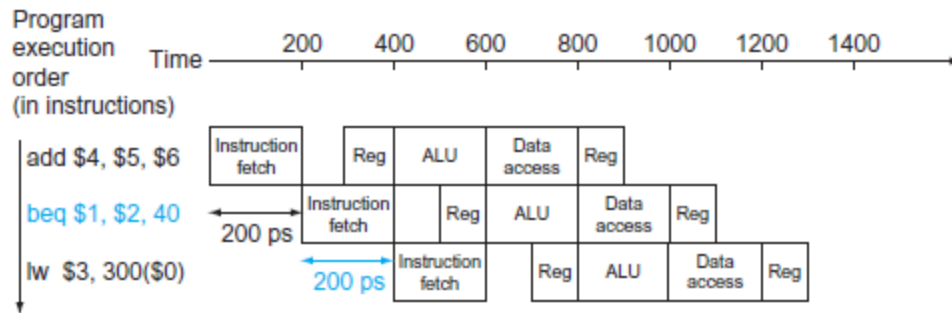 Program
execution
order
(in instructions)
Time
200 400 600 800 1000 1200 1400
add $4, $5, $6
Instruction
fetch
Reg
ALU
Data
access
Reg
beq $1, $2, 40
200 ps
Instruction
fetch
Reg
ALU
Data
access
Reg
lw $3, 300($0)
200 ps
Instruction
fetch
Reg
ALU
Data
access
Reg